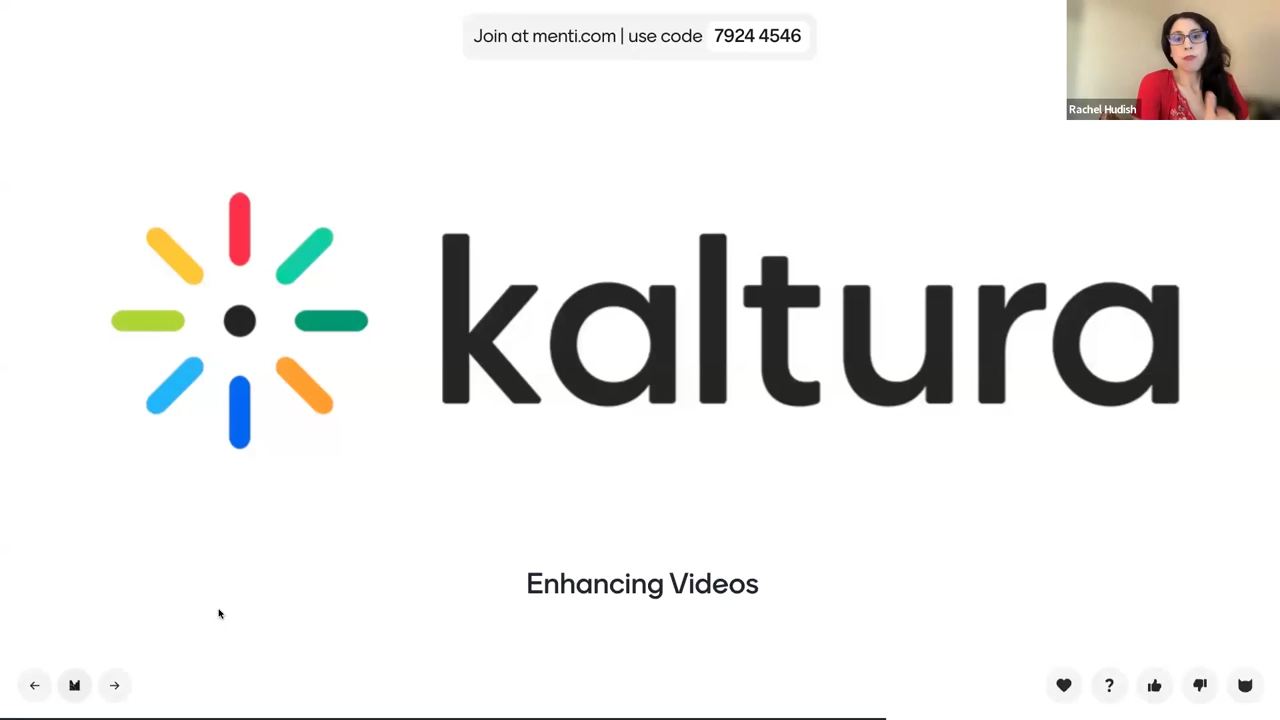 Join at menti.com | use code 7924 4546
Rachel Hudish
kaltura
Enhancing Videos